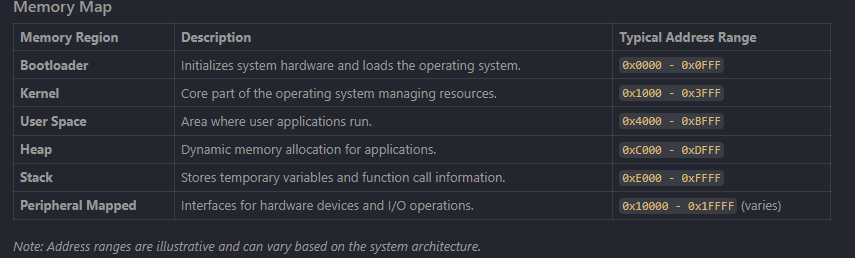 Memory Map
Memory Region Description Typical Address Range
Bootloader Initializes system hardware and loads the operating system. 0x0000 - 0x0FFF
Kernel Core part of the operating system managing resources. 0x1000 - 0x3FFF
User Space Area where user applications run. 0x4000 - 0xBFFF
Heap Dynamic memory allocation for applications. 0xC000 - 0xDFFF
Stack Stores temporary variables and function call information. 0xE000 - 0xFFFF
Peripheral Mapped Interfaces for hardware devices and I/O operations. 0x10000 - 0x1FFFF (varies)
Note: Address ranges are illustrative and can vary based on the system architecture.